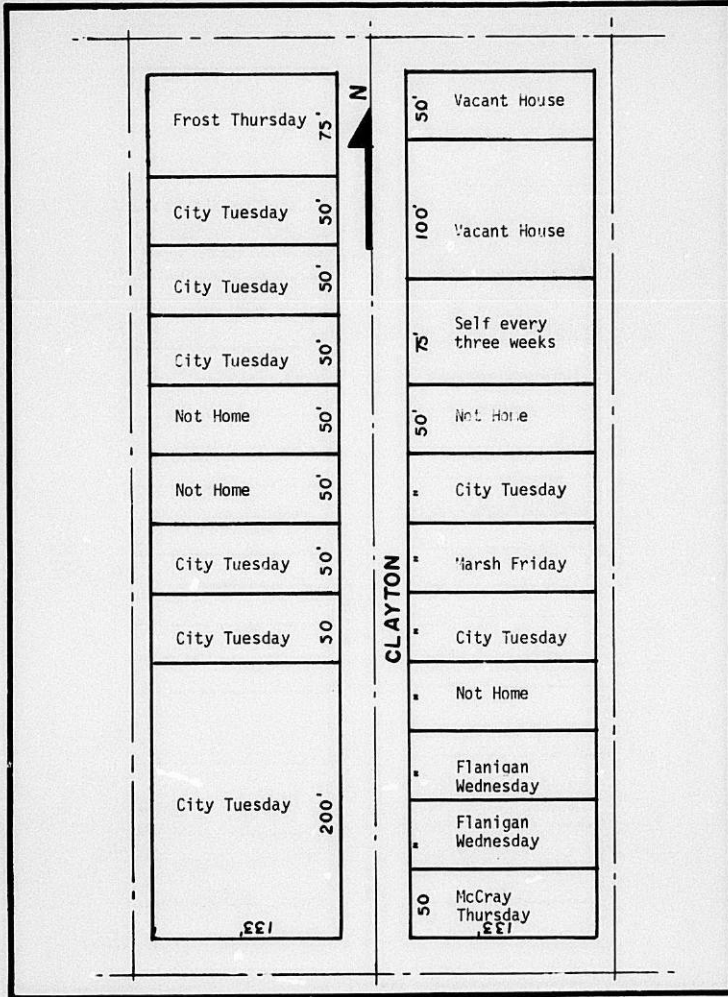 Frost Thursday 75'
City Tuesday 50'
City Tuesday 50'
City Tuesday 50'
Not Home 50'
Not Home 50'
City Tuesday 50'
City Tuesday 50
City Tuesday 200'
133'
N
CLAYTON
50' Vacant House
100' Vacant House
75' Self every
three weeks
50' Not Home
" City Tuesday
" Marsh Friday
" City Tuesday
" Not Home
" Flanigan
Wednesday
" Flanigan
Wednesday
50 McCray
Thursday
133'